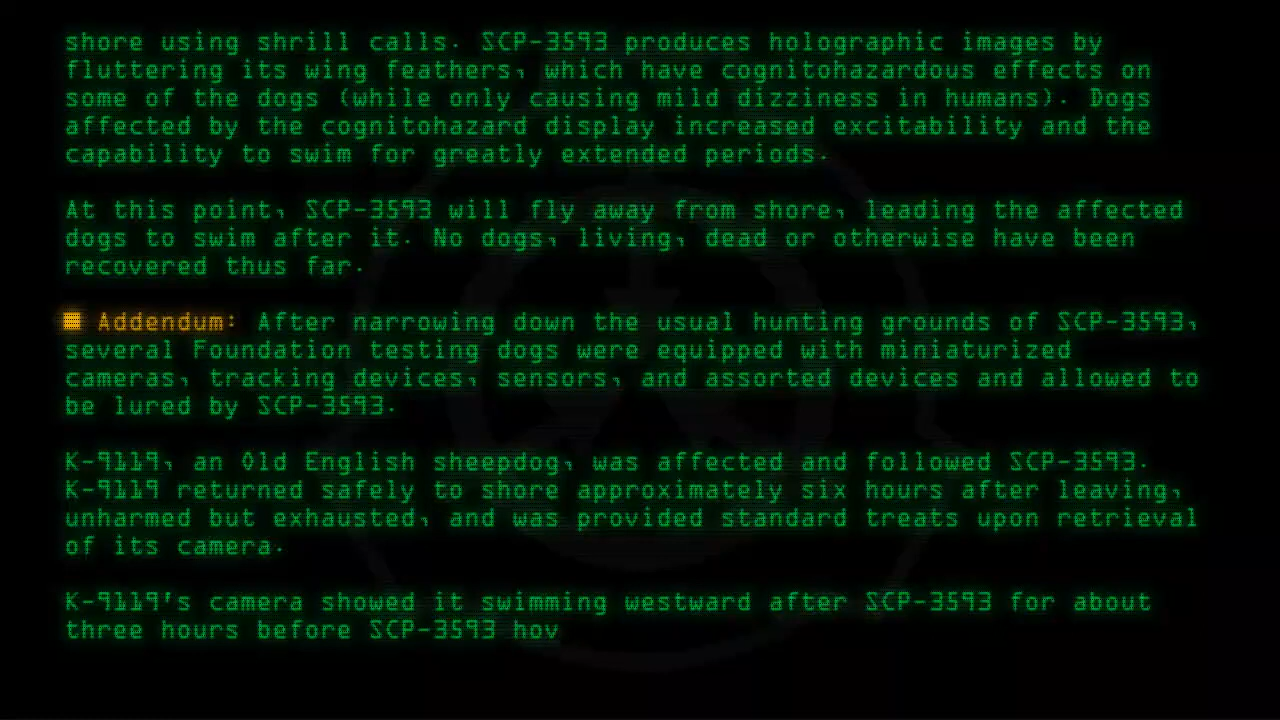 shore using shrill calls. SCP-3593 produces holographic images by
fluttering its wing feathers, which have cognitohazardous effects on
some of the dogs (while only causing mild dizziness in humans). Dogs
affected by the cognitohazard display increased excitability and the
capability to swim for greatly extended periods.
At this point, SCP-3593 will fly away from shore, leading the affected
dogs to swim after it. No dogs, living, dead or otherwise have been
recovered thus far.
Addendum: After narrowing down the usual hunting grounds of SCP-3593,
several Foundation testing dogs were equipped with miniaturized
cameras, tracking devices, sensors, and assorted devices and allowed to
be lured by SCP-3593.
K-9119, an Old English sheepdog, was affected and followed SCP-3593.
K-9119 returned safely to shore approximately six hours after leaving,
unharmed but exhausted, and was provided standard treats upon retrieval
of its camera.
K-9119's camera showed it swimming westward after SCP-3593 for about
three hours before SCP-3593 hov